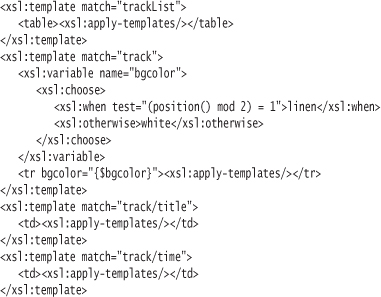 <xsl:template match="trackList">
   <table><xsl:apply-templates/></table>
</xsl:template>
<xsl:template match="track">
   <xsl:variable name="bgcolor">
      <xsl:choose>
         <xsl:when test="(position() mod 2) = 1">linen</xsl:when>
         <xsl:otherwise>white</xsl:otherwise>
      </xsl:choose>
   </xsl:variable>
   <tr bgcolor="{$bgcolor}"><xsl:apply-templates/></tr>
</xsl:template>
<xsl:template match="track/title">
   <td><xsl:apply-templates/></td>
</xsl:template>
<xsl:template match="track/time">
   <td><xsl:apply-templates/></td>
</xsl:template>